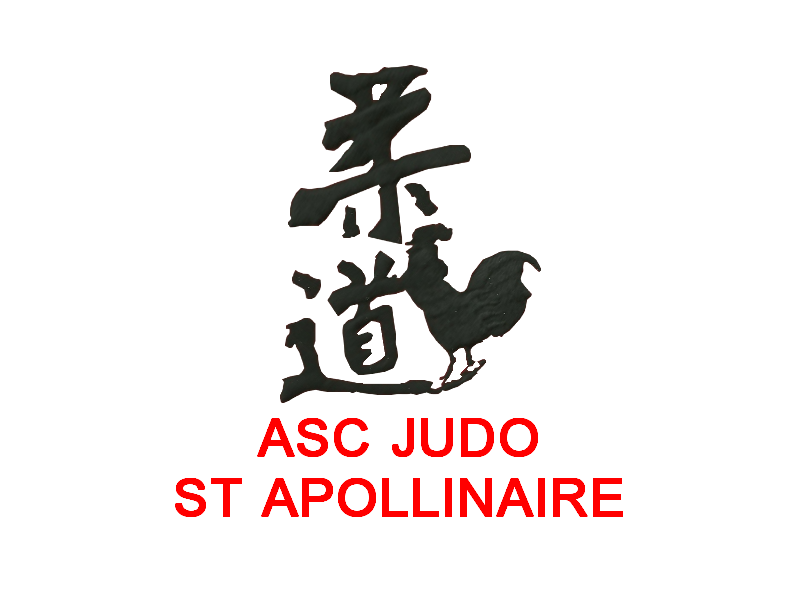 柔
道
ASC JUDO
ST APOLLINAIRE